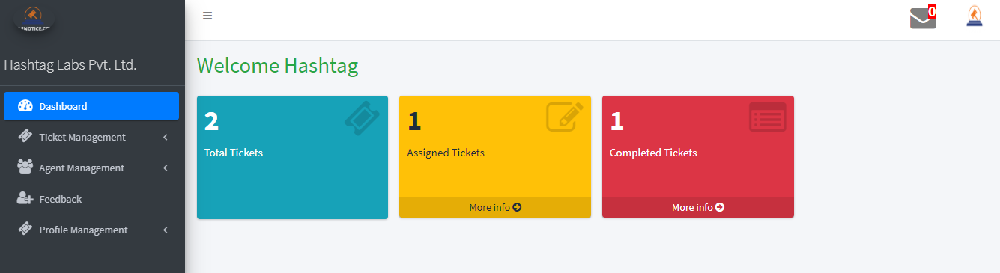 0
Hashtag Labs Pvt. Ltd.
Welcome Hashtag
Dashboard
Ticket Management
Agent Management
Feedback
Profile Management
2
Total Tickets
1
Assigned Tickets
More info
1
Completed Tickets
More info